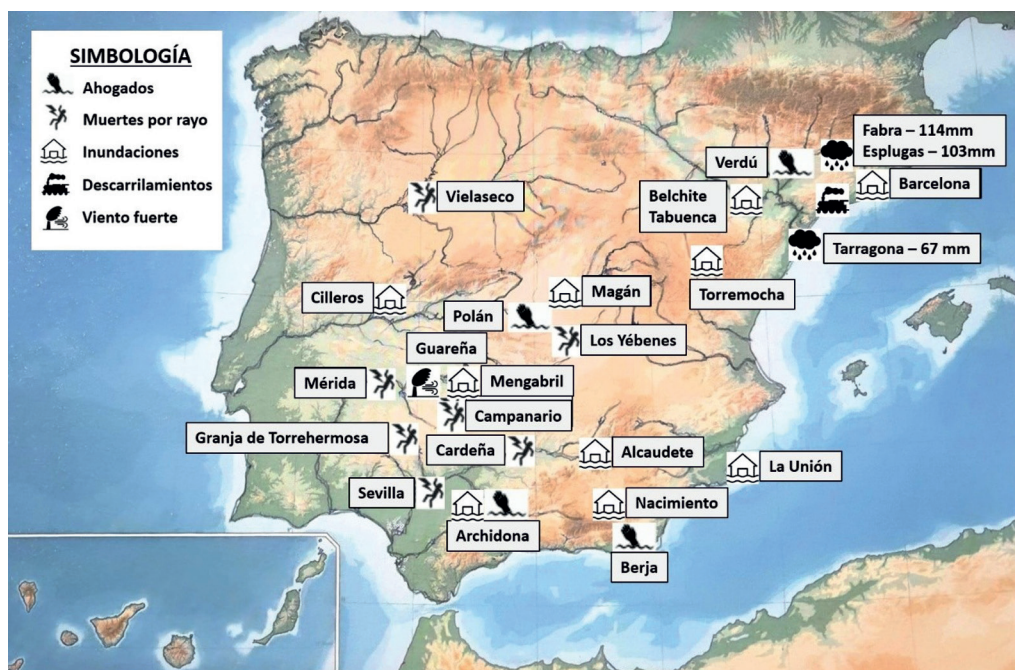 SIMBOLOGÍA
Ahogados
Muertes por rayo
Inundaciones
Descarrilamientos
Viento fuerte
Fabra – 114mm
Esplugas – 103mm
Verdú
Barcelona
Belchite
Tabuenca
Vielaseco
Tarragona – 67 mm
Torremocha
Cilleros
Magán
Polán
Los Yébenes
Guareña
Mérida
Mengabril
Campanario
Granja de Torrehermosa
Cardeña
Alcaudete
La Unión
Sevilla
Nacimiento
Archidona
Berja